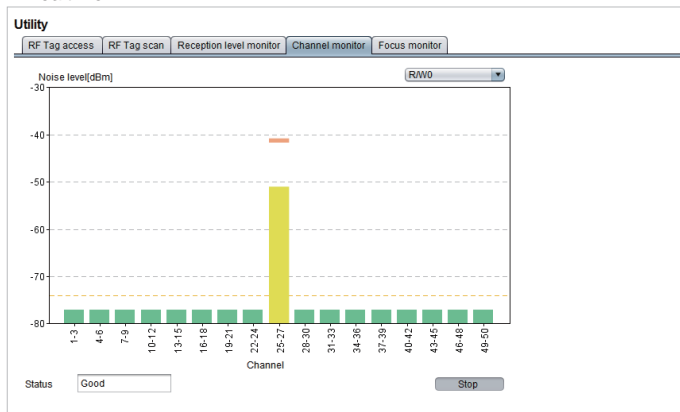 Utility
RF Tag access RF Tag scan Reception level monitor Channel monitor Focus monitor
Noise level[dBm] R/W0
-30
-40
-50
-60
-70
-80
1-3 4-6 7-9 10-12 13-15 16-18 19-21 22-24 25-27 28-30 31-33 34-36 37-39 40-42 43-45 46-48 49-50
Channel
Status Good Stop